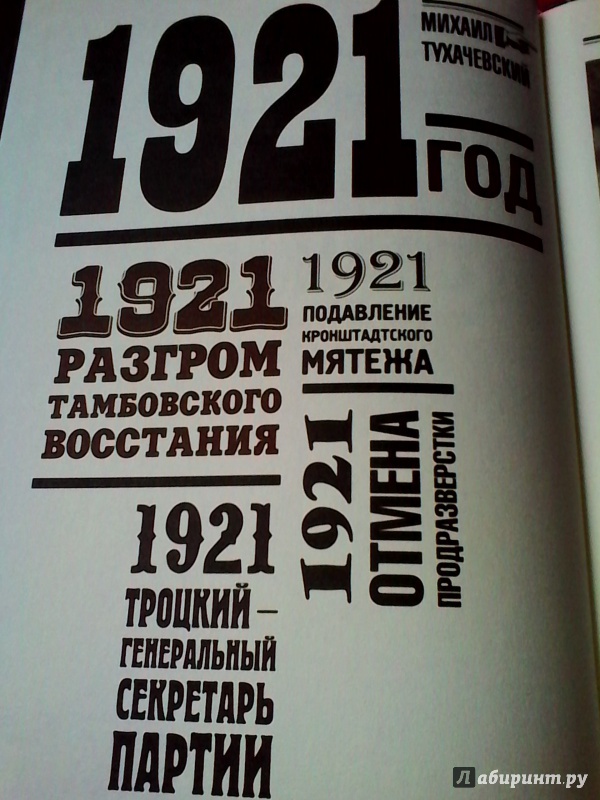 1921
ГОД
МИХАИЛ
ТУХАЧЕВСКИЙ
1921
РАЗГРОМ
ТАМБОВСКОГО
ВОССТАНИЯ
1921
ПОДАВЛЕНИЕ
КРОНШТАДТСКОГО
МЯТЕЖА
1921
ОТМЕНА
ПРОДРАЗВЕРСТКИ
1921
ТРОЦКИЙ –
ГЕНЕРАЛЬНЫЙ
СЕКРЕТАРЬ
ПАРТИИ
Лабиринт.ру